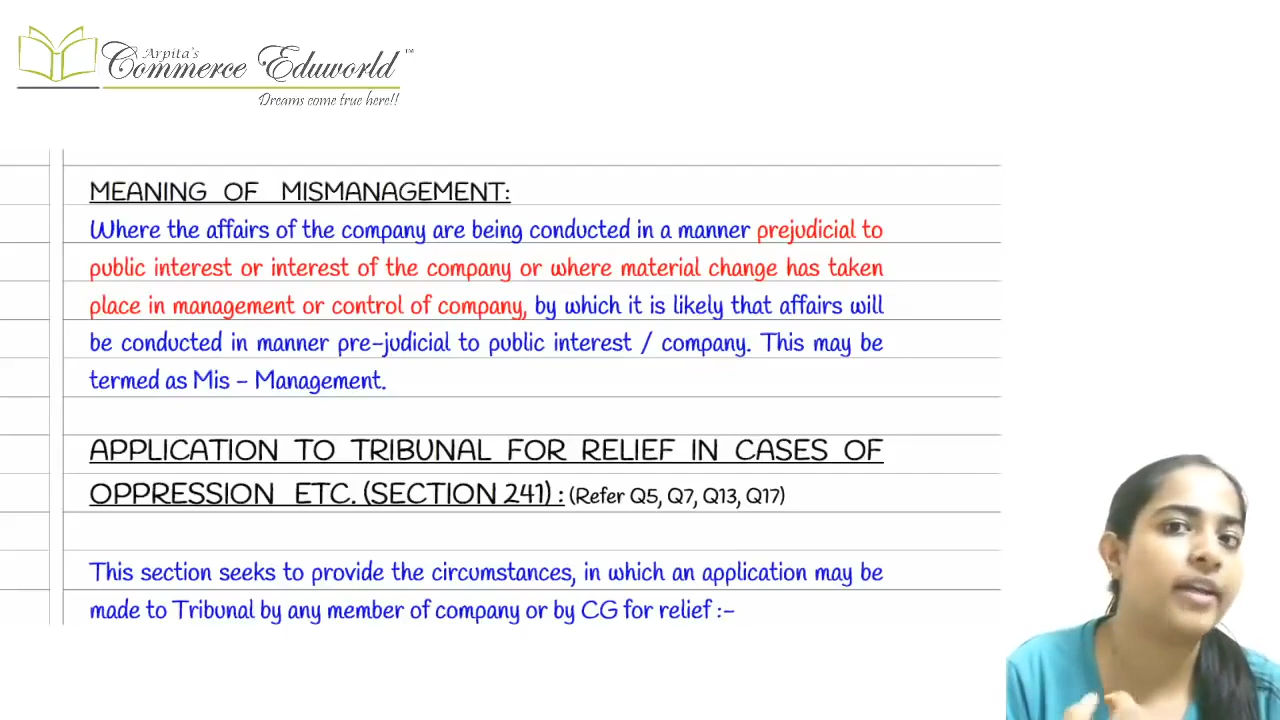 Arpita's
Commerce Eduworld™
Dreams come true here!!
MEANING OF MISMANAGEMENT:
Where the affairs of the company are being conducted in a manner prejudicial to
public interest or interest of the company or where material change has taken
place in management or control of company, by which it is likely that affairs will
be conducted in manner pre-judicial to public interest / company. This may be
termed as Mis - Management.
APPLICATION TO TRIBUNAL FOR RELIEF IN CASES OF
OPPRESSION ETC. (SECTION 241) : (Refer Q5, Q7, Q13, Q17)
This section seeks to provide the circumstances, in which an application may be
made to Tribunal by any member of company or by CG for relief :-